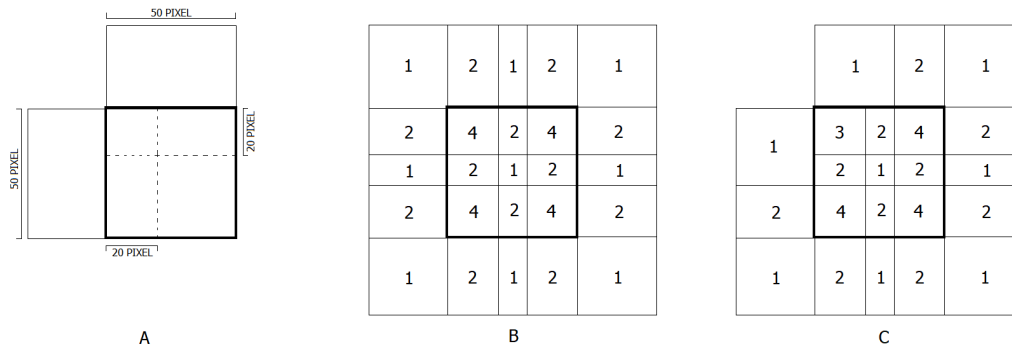 50 PIXEL
50 PIXEL
20 PIXEL
20 PIXEL
A
1 2 1 2 1
2 4 2 4 2
1 2 1 2 1
2 4 2 4 2
1 2 1 2 1
B
1 2 1
1 3 2 4 2
2 1 2 1
2 4 2 4 2
1 2 1 2 1
C